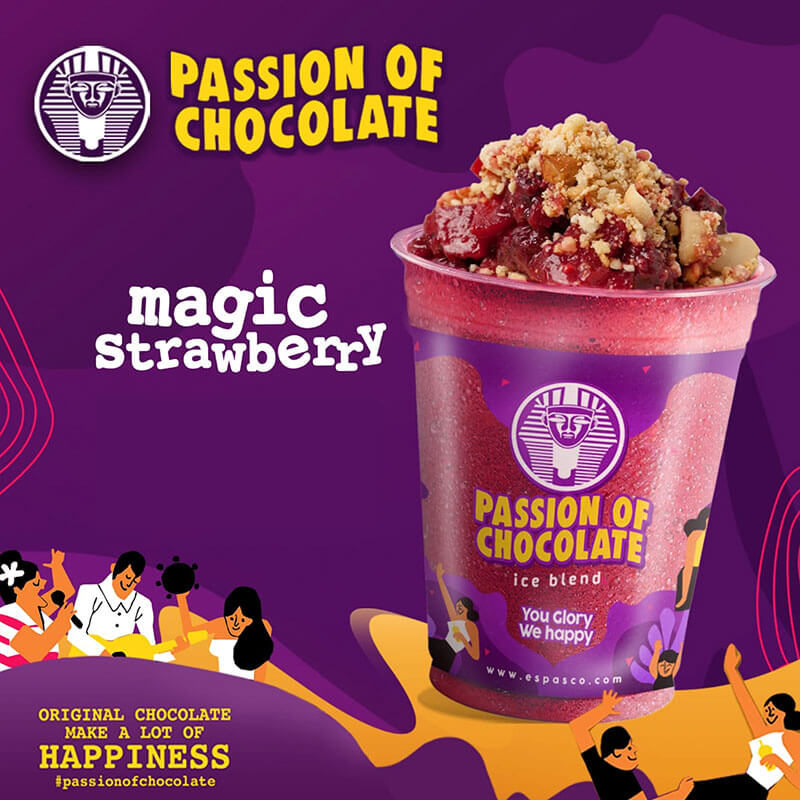 PASSION OF
CHOCOLATE
magic
strawberry
PASSION OF
CHOCOLATE
ice blend
You Glory
We happy
www.espasco.com
ORIGINAL CHOCOLATE
MAKE A LOT OF
HAPPINESS
#passionofchocolate